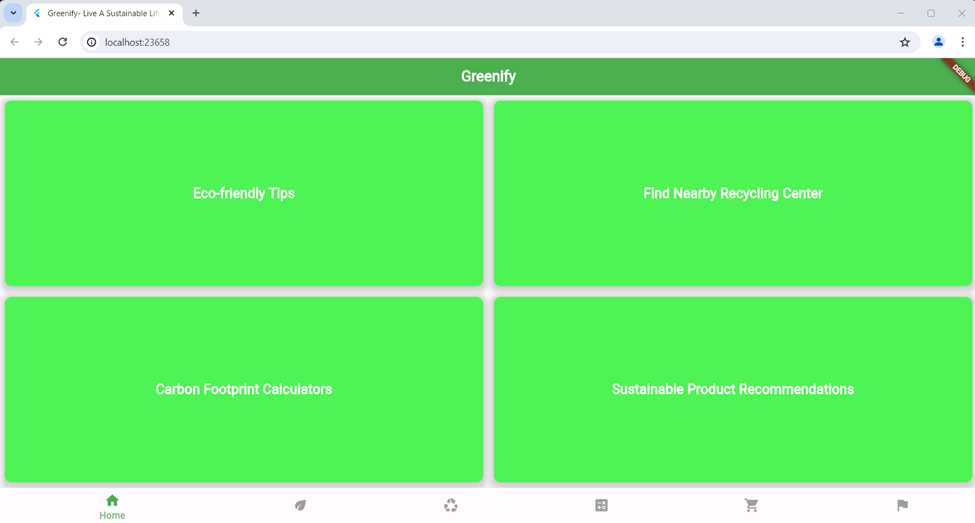 Greenify- Live A Sustainable Lif
localhost:23658
Greenify
DEBUG
Eco-friendly Tips
Find Nearby Recycling Center
Carbon Footprint Calculators
Sustainable Product Recommendations
Home